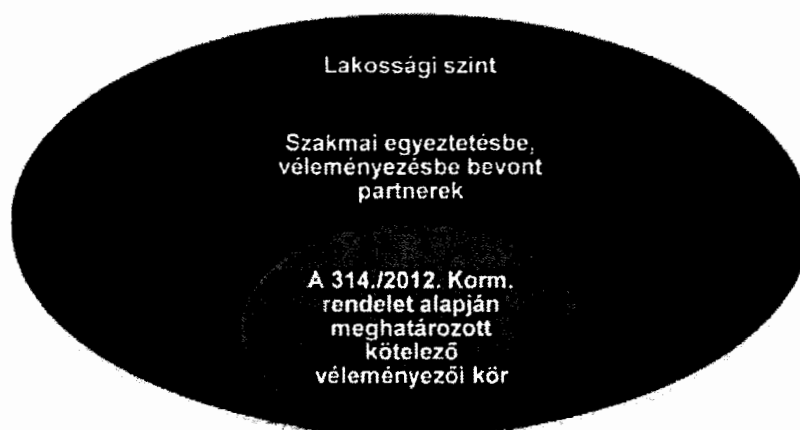 Lakossági szint
Szakmai egyeztetésbe,
véleményezésbe bevont
partnerek
A 314./2012. Korm.
rendelet alapján
meghatározott
kötelező
véleményezői kör